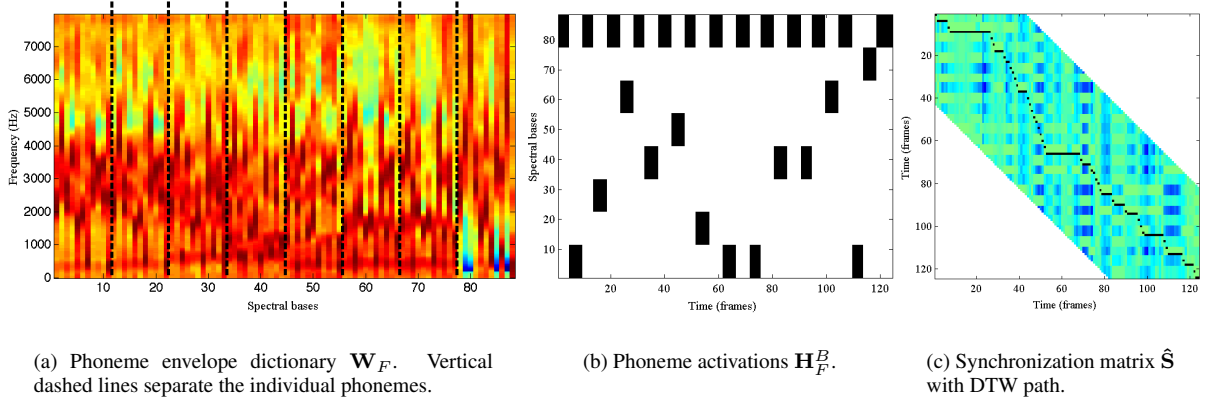 7000
6000
5000
4000
3000
2000
1000
0
Frequency (Hz)
10 20 30 40 50 60 70 80
Spectral bases
80
70
60
50
40
30
20
10
Spectral bases
0 20 40 60 80 100 120
Time (frames)
20
40
60
80
100
120
Time (frames)
0 20 40 60 80 100 120
Time (frames)
(a) Phoneme envelope dictionary W_F. Vertical
dashed lines separate the individual phonemes.
(b) Phoneme activations H_F^B.
(c) Synchronization matrix Ŝ
with DTW path.